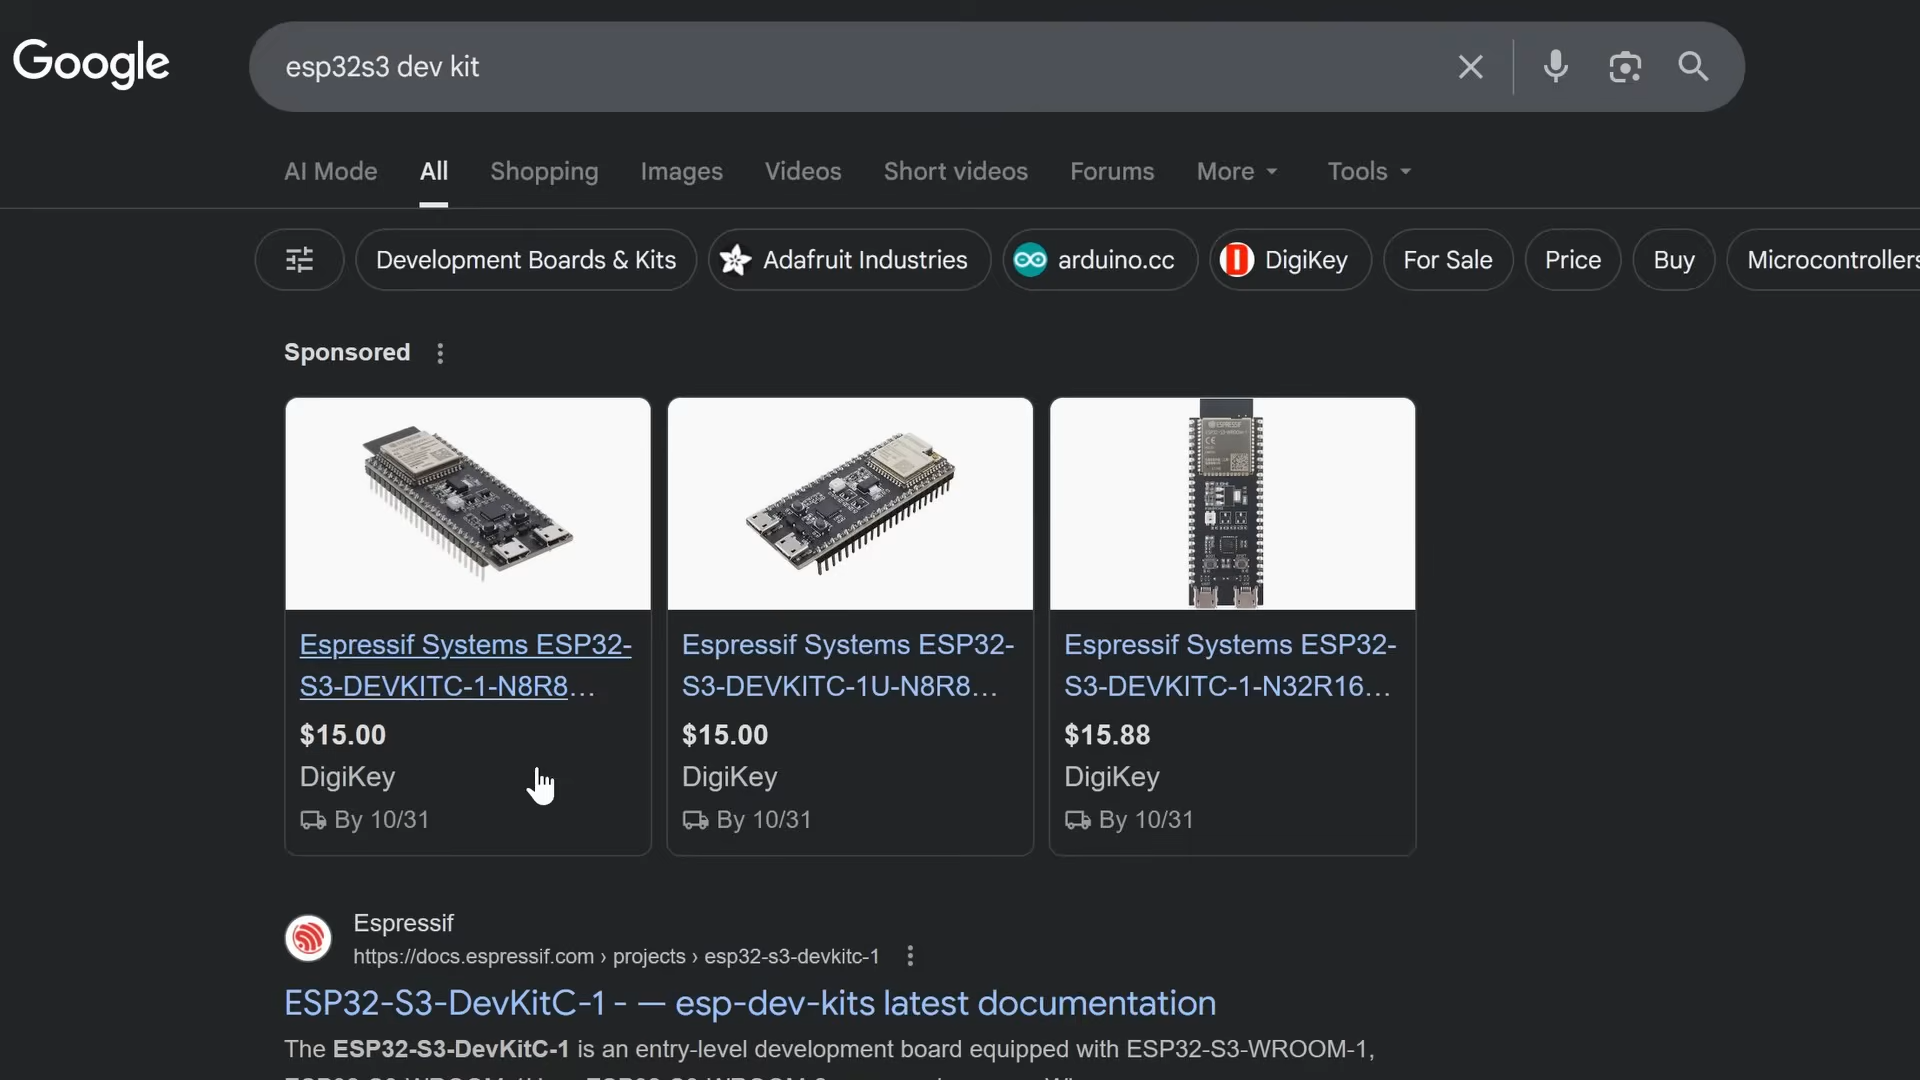 Google
esp32s3 dev kit
AI Mode All Shopping Images Videos Short videos Forums More Tools
Development Boards & Kits Adafruit Industries arduino.cc DigiKey For Sale Price Buy Microcontrollers
Sponsored
Espressif Systems ESP32-
S3-DEVKITC-1-N8R8...
$15.00
DigiKey
By 10/31
Espressif Systems ESP32-
S3-DEVKITC-1U-N8R8...
$15.00
DigiKey
By 10/31
Espressif Systems ESP32-
S3-DEVKITC-1-N32R16...
$15.88
DigiKey
By 10/31
Espressif
https://docs.espressif.com › projects › esp32-s3-devkitc-1
ESP32-S3-DevKitC-1 - — esp-dev-kits latest documentation
The ESP32-S3-DevKitC-1 is an entry-level development board equipped with ESP32-S3-WROOM-1,